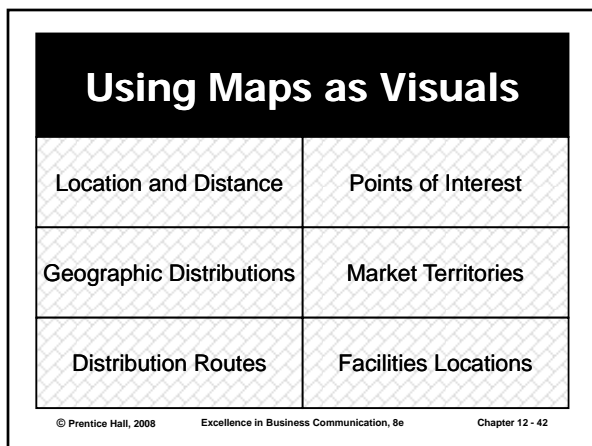 Using Maps as Visuals
Location and Distance
Points of Interest
Geographic Distributions
Market Territories
Distribution Routes
Facilities Locations
© Prentice Hall, 2008 Excellence in Business Communication, 8e Chapter 12 - 42